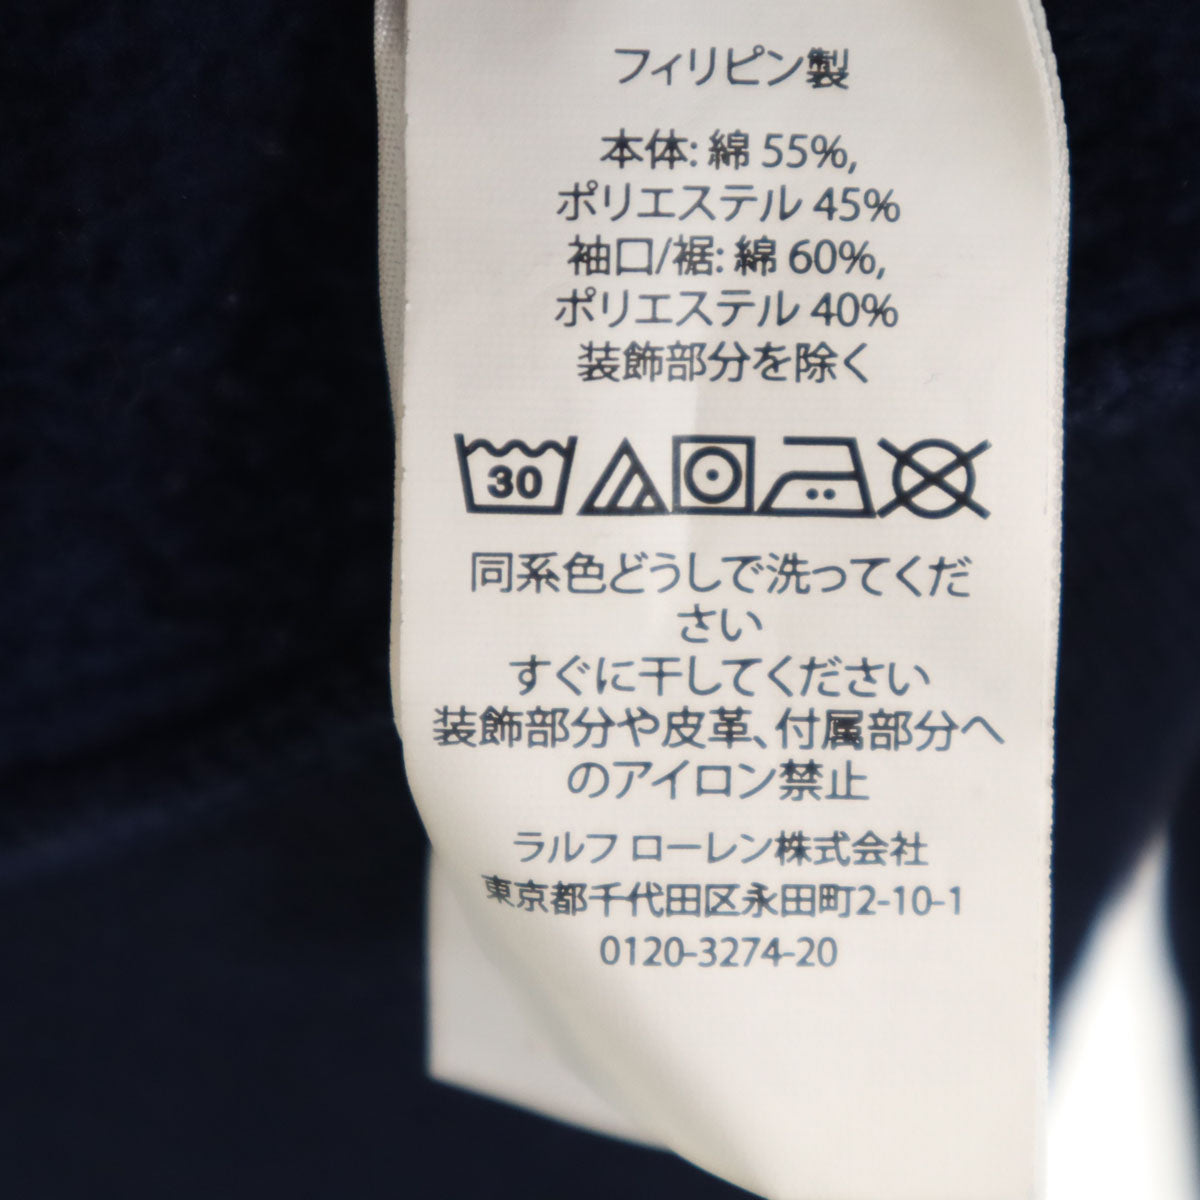 フィリピン製
本体: 綿 55%,
ポリエステル 45%
袖口/裾: 綿 60%,
ポリエステル 40%
装飾部分を除く
30
同系色どうしで洗ってくだ
さい
すぐに干してください
装飾部分や皮革、付属部分へ
のアイロン禁止
ラルフ ローレン株式会社
東京都千代田区永田町2-10-1
0120-3274-20